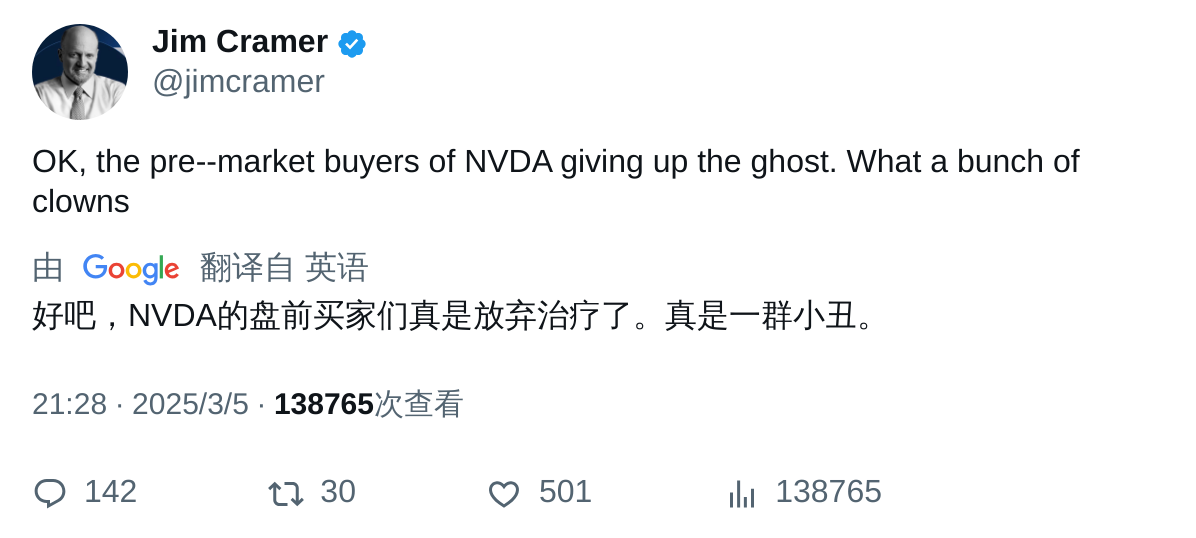 Jim Cramer
@jimcramer
OK, the pre--market buyers of NVDA giving up the ghost. What a bunch of
clowns
由 Google 翻译自 英语
好吧，NVDA的盘前买家们真是放弃治疗了。真是一群小丑。
21:28 · 2025/3/5 · 138765次查看
142 30 501 138765